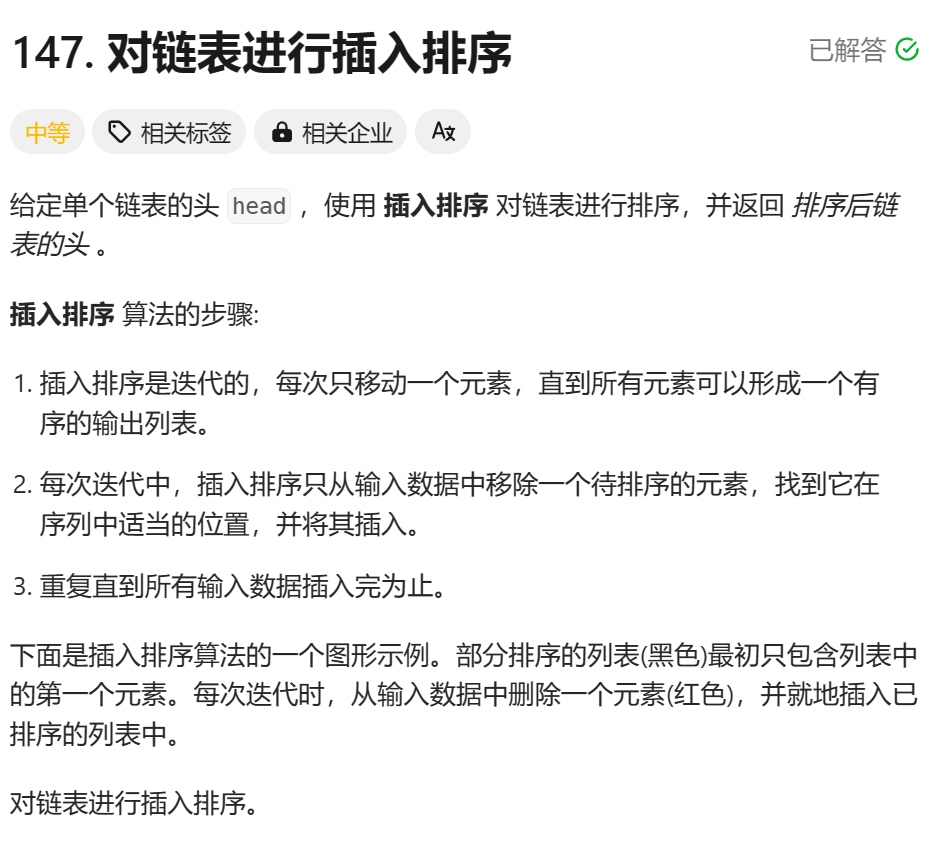 147. 对链表进行插入排序
已解答
中等
相关标签
相关企业
给定单个链表的头 head ，使用 插入排序 对链表进行排序，并返回 排序后链
表的头 。
插入排序 算法的步骤:
1. 插入排序是迭代的，每次只移动一个元素，直到所有元素可以形成一个有
序的输出列表。
2. 每次迭代中，插入排序只从输入数据中移除一个待排序的元素，找到它在
序列中适当的位置，并将其插入。
3. 重复直到所有输入数据插入完为止。
下面是插入排序算法的一个图形示例。部分排序的列表(黑色)最初只包含列表中
的第一个元素。每次迭代时，从输入数据中删除一个元素(红色)，并就地插入已
排序的列表中。
对链表进行插入排序。